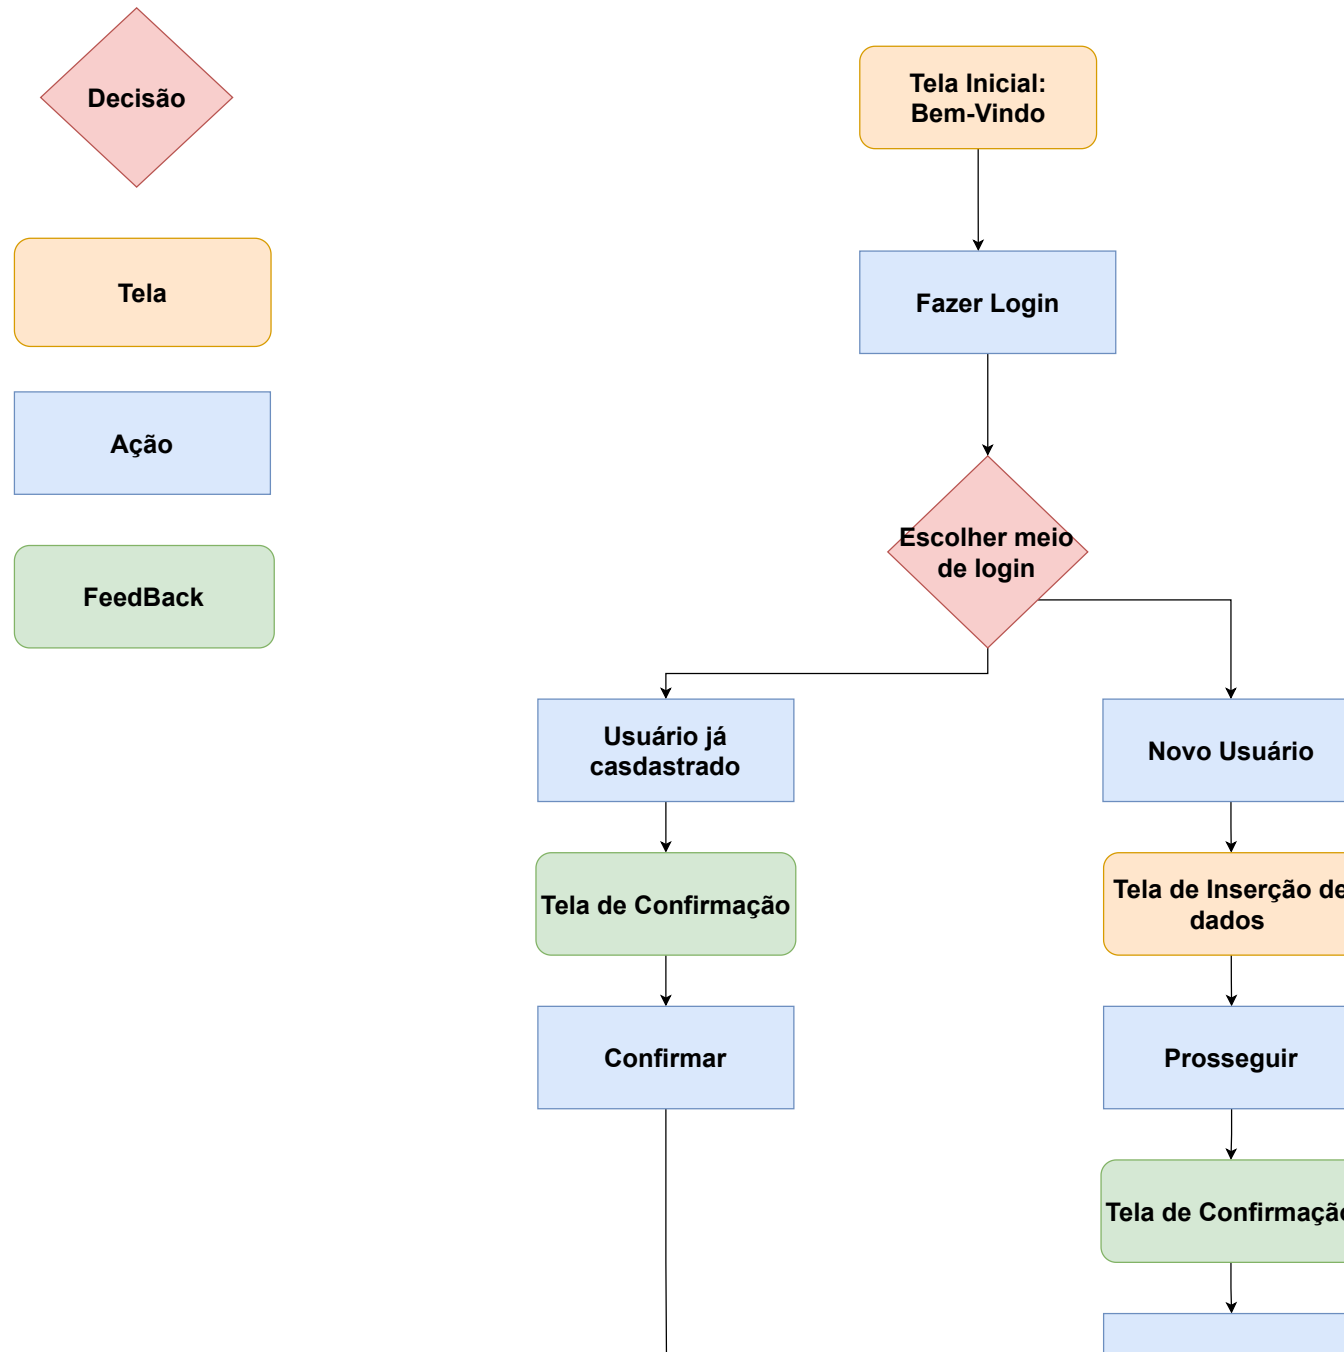 Decisão
Tela
Ação
FeedBack
Tela Inicial:
Bem-Vindo
Fazer Login
Escolher meio
de login
Usuário já
casdastrado
Tela de Confirmação
Confirmar
Novo Usuário
Tela de Inserção de
dados
Prosseguir
Tela de Confirmação